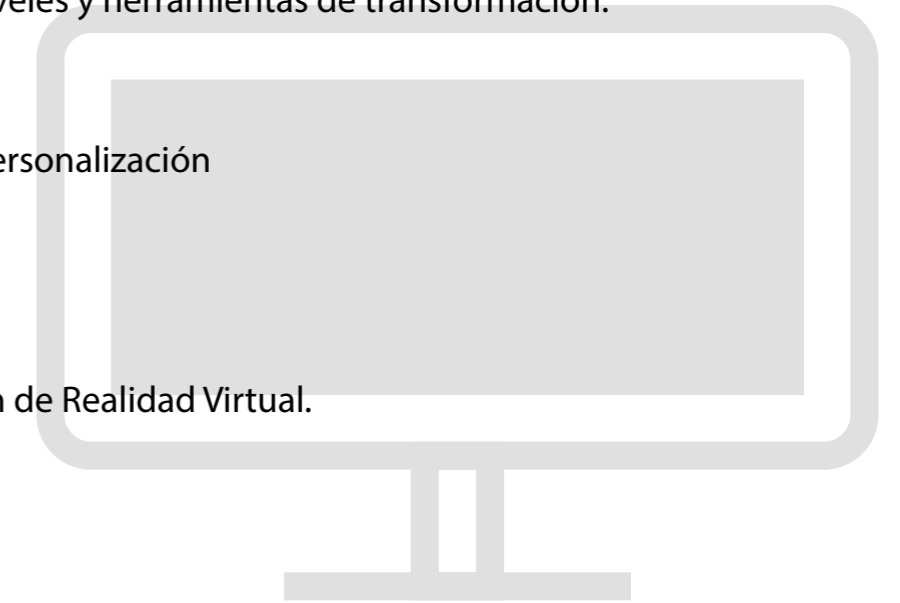 veles y herramientas de transformación.
ersonalización
n de Realidad Virtual.